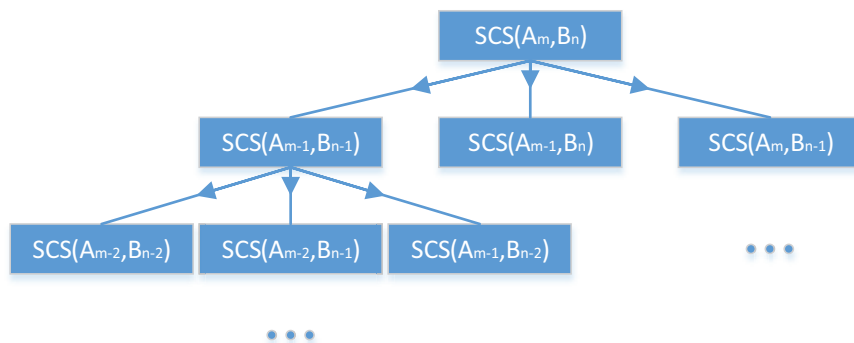 SCS(Am,Bn)
SCS(Am-1,Bn-1)
SCS(Am-1,Bn)
SCS(Am,Bn-1)
SCS(Am-2,Bn-2)
SCS(Am-2,Bn-1)
SCS(Am-1,Bn-2)
...
...